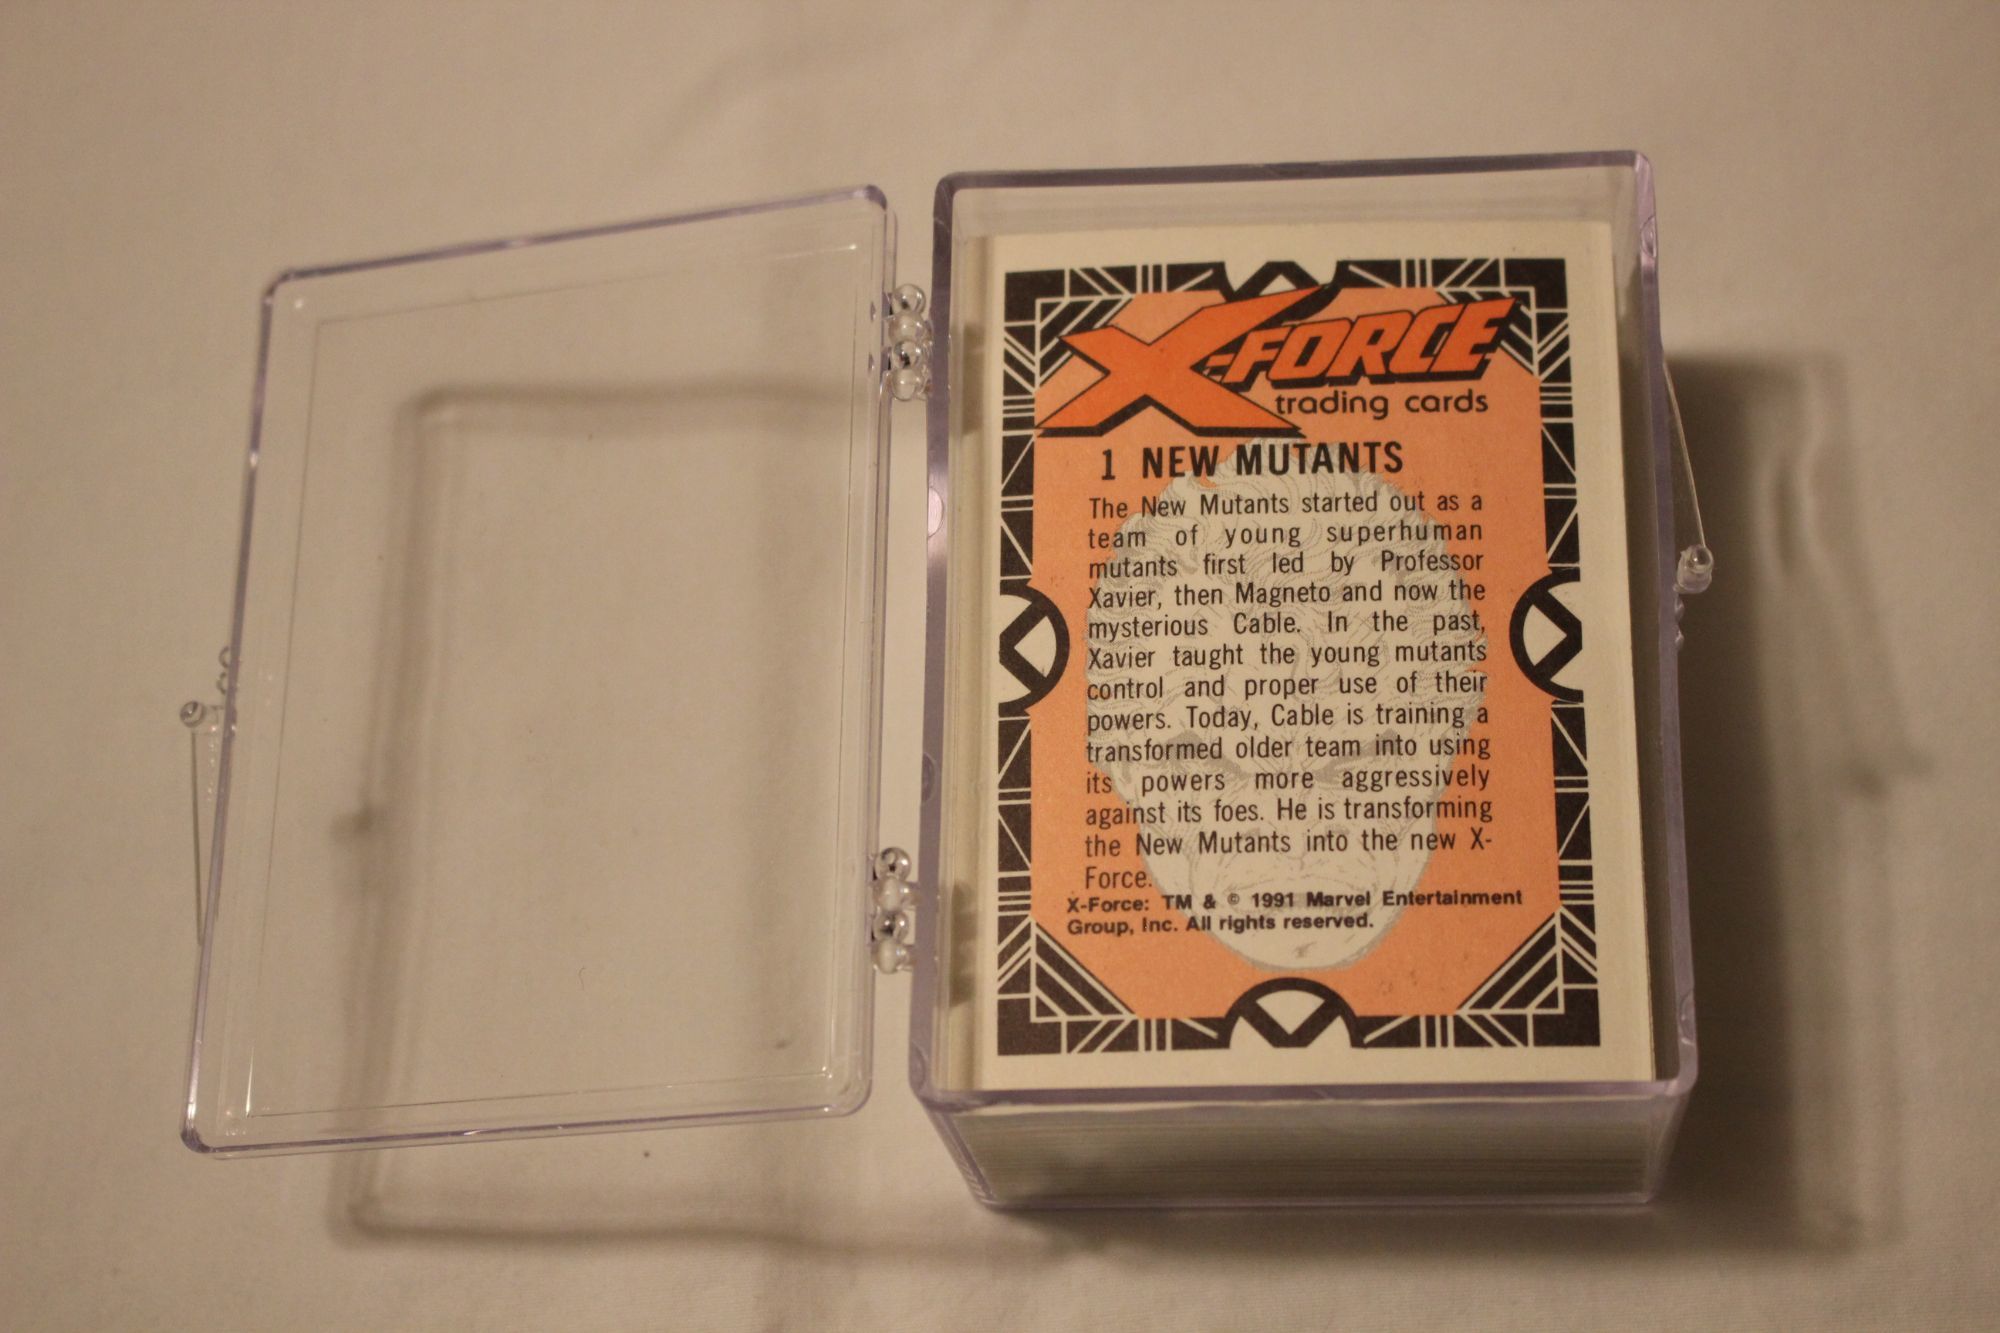 X-FORCE
trading cards
1 NEW MUTANTS
The New Mutants started out as a
team of young superhuman
mutants first led by Professor
Xavier, then Magneto and now the
mysterious Cable. In the past,
Xavier taught the young mutants
control and proper use of their
powers. Today, Cable is training a
transformed older team into using
its powers more aggressively
against its foes. He is transforming
the New Mutants into the new X-
Force.
X-Force: TM & © 1991 Marvel Entertainment
Group, Inc. All rights reserved.